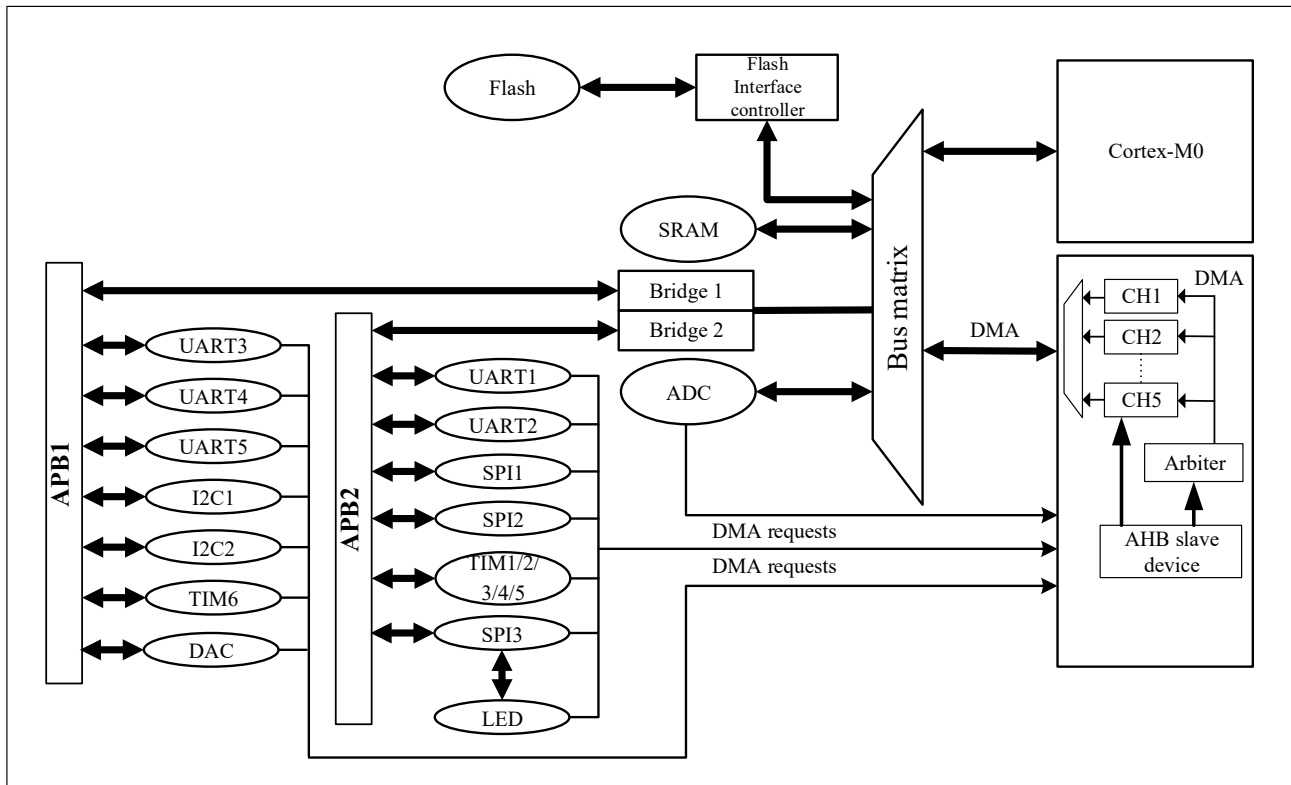 Flash
Flash
Interface
controller
Cortex-M0
SRAM
Bus matrix
Bridge 1
Bridge 2
ADC
DMA
DMA
CH1
CH2
CH5
Arbiter
AHB slave
device
APB1
UART3
UART4
UART5
I2C1
I2C2
TIM6
DAC
APB2
UART1
UART2
SPI1
SPI2
TIM1/2/
3/4/5
SPI3
LED
DMA requests
DMA requests